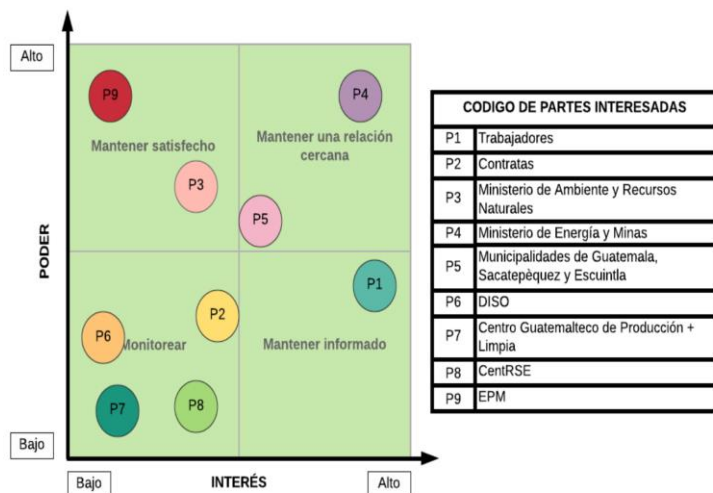 Alto
P9
P4
Mantener satisfecho
Mantener una relación
cercana
P3
P5
PODER
P1
P2
P6
Monitorear
Mantener informado
P7
P8
Bajo
Bajo
INTERÉS
Alto
CODIGO DE PARTES INTERESADAS
P1 Trabajadores
P2 Contratas
P3 Ministerio de Ambiente y Recursos
Naturales
P4 Ministerio de Energía y Minas
P5 Municipalidades de Guatemala,
Sacatepèquez y Escuintla
P6 DISO
P7 Centro Guatemalteco de Producción +
Limpia
P8 CentRSE
P9 EPM